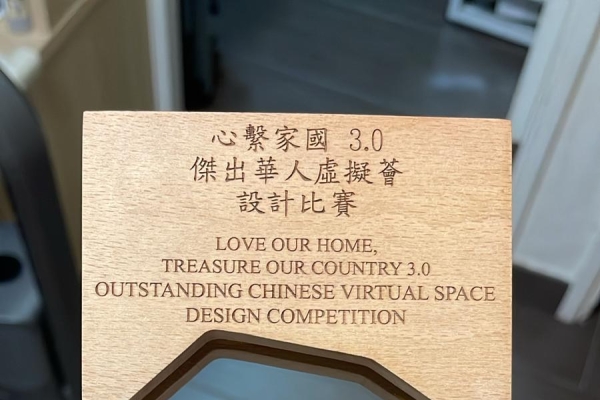 心繫家國 3.0
傑出華人虛擬薈
設計比賽
LOVE OUR HOME,
TREASURE OUR COUNTRY 3.0
OUTSTANDING CHINESE VIRTUAL SPACE
DESIGN COMPETITION